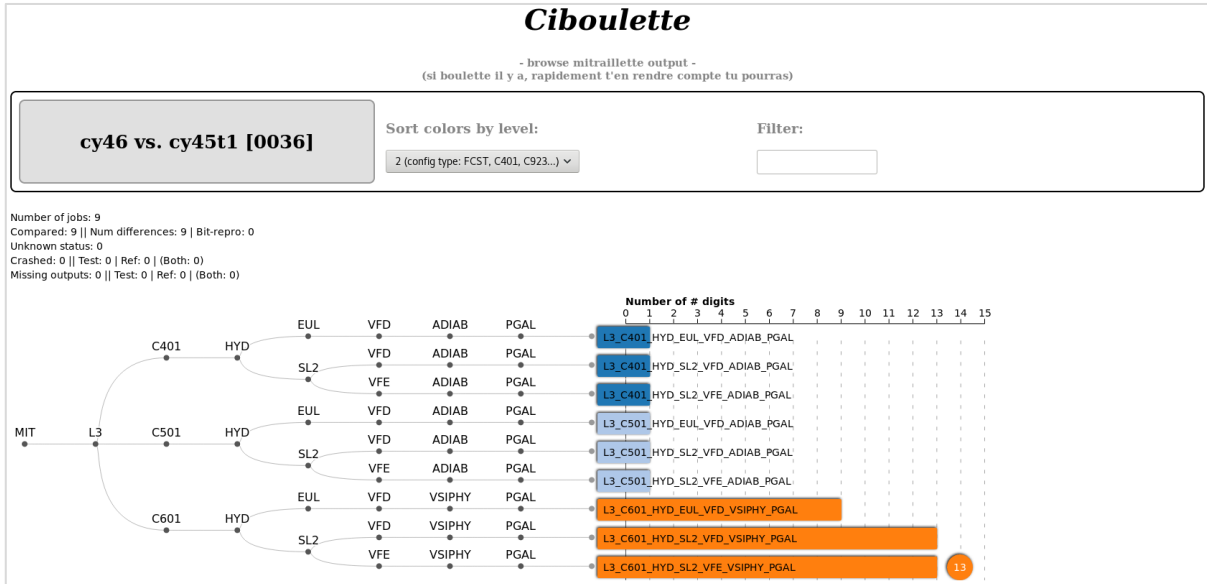 Ciboulette
- browse mitraillette output -
(si boulette il y a, rapidement t'en rendre compte tu pourras)
cy46 vs. cy45t1 [0036]
Sort colors by level:
Filter:
2 (config type: FCST, C401, C923...)
Number of jobs: 9
Compared: 9 || Num differences: 9 | Bit-repro: 0
Unknown status: 0
Crashed: 0 || Test: 0 | Ref: 0 | (Both: 0)
Missing outputs: 0 || Test: 0 | Ref: 0 | (Both: 0)
Number of # digits
0 1 2 3 4 5 6 7 8 9 10 11 12 13 14 15
EUL VFD ADIAB PGAL
L3_C401_HYD_EUL_VFD_ADIAB_PGAL
C401 HYD
VFD ADIAB PGAL
L3_C401_HYD_SL2_VFD_ADIAB_PGAL
SL2
VFE ADIAB PGAL
L3_C401_HYD_SL2_VFE_ADIAB_PGAL
EUL VFD ADIAB PGAL
L3_C501_HYD_EUL_VFD_ADIAB_PGAL
MIT L3 C501 HYD
VFD ADIAB PGAL
L3_C501_HYD_SL2_VFD_ADIAB_PGAL
SL2
VFE ADIAB PGAL
L3_C501_HYD_SL2_VFE_ADIAB_PGAL
EUL VFD VSIPHY PGAL
L3_C601_HYD_EUL_VFD_VSIPHY_PGAL
C601 HYD
VFD VSIPHY PGAL
L3_C601_HYD_SL2_VFD_VSIPHY_PGAL
SL2
VFE VSIPHY PGAL
L3_C601_HYD_SL2_VFE_VSIPHY_PGAL
13